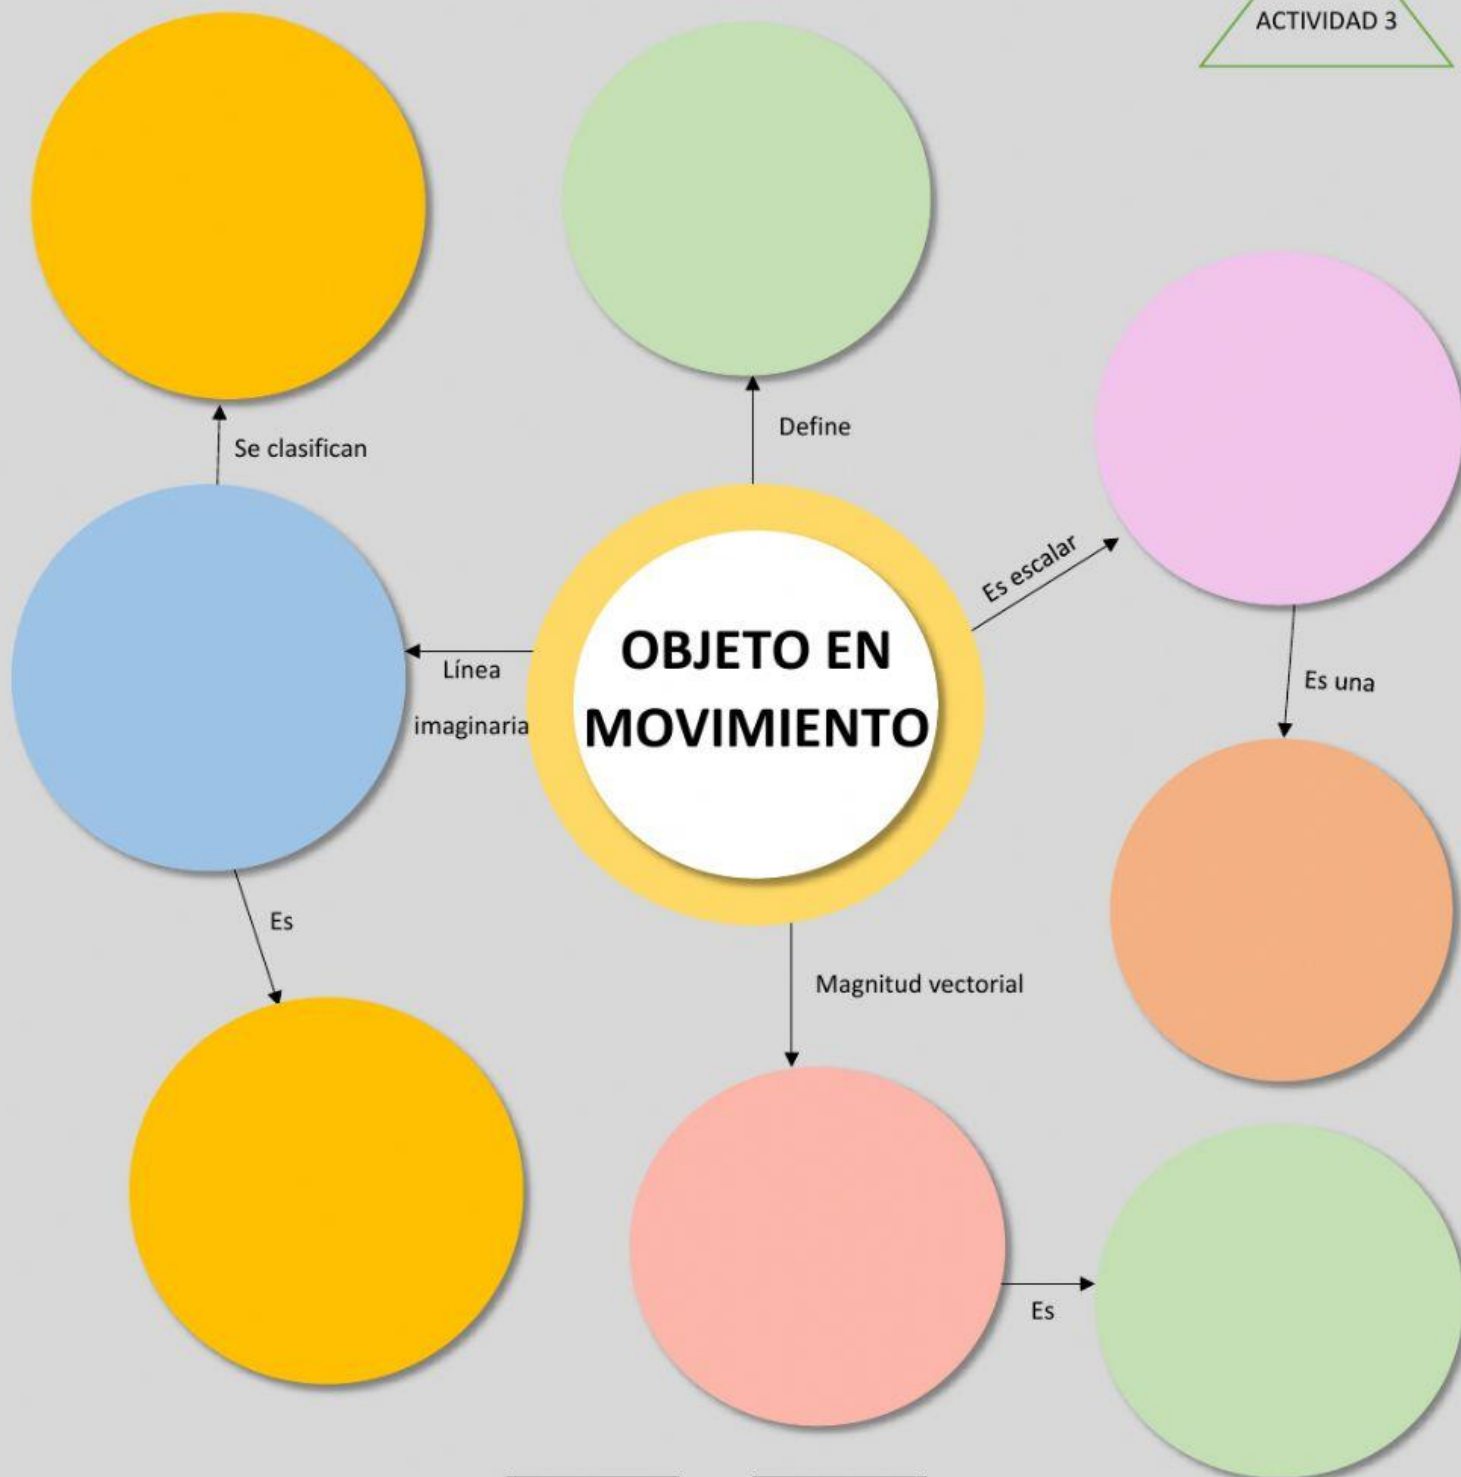 ACTIVIDAD 3
Define
Se clasifican
Es escalar
OBJETO EN
MOVIMIENTO
Línea
imaginaria
Es una
Es
Magnitud vectorial
Es